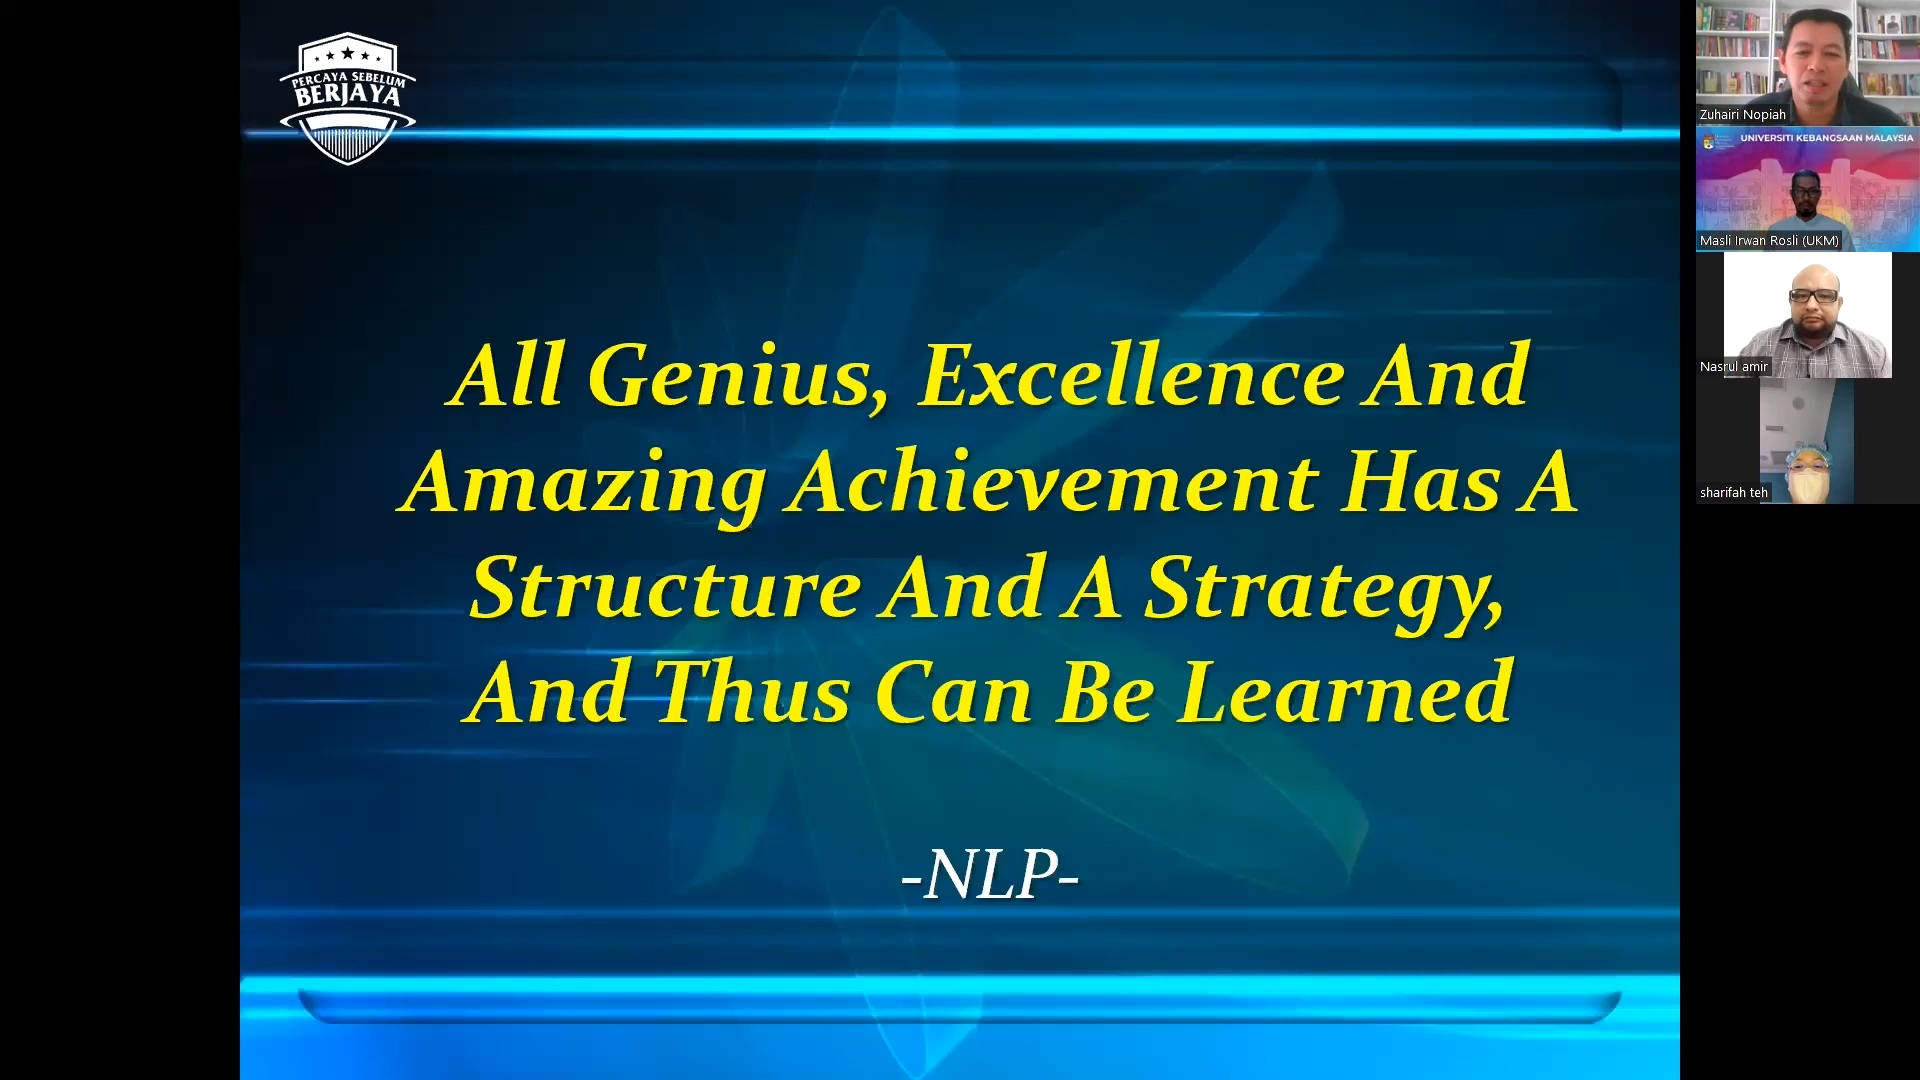 PERCAYA SEBELUM
BERJAYA
All Genius, Excellence And
Amazing Achievement Has A
Structure And A Strategy,
And Thus Can Be Learned
-NLP-
Zuhairi Nopiah
UNIVERSITI KEBANGSAAN MALAYSIA
Masli Irwan Rosli (UKM)
Nasrul amir
sharifah teh